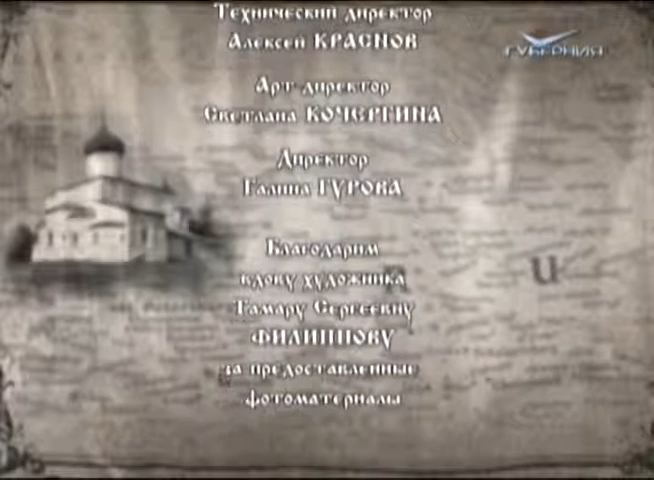 Технический директор
Алексей КРАСНОВ
ГУБЕРНИЯ
Арт директор
Светлана КОЧЕРГИНА
Директор
Галина ГУРОВА
Благодарим
вдову художника
Тамару Сергеевну
ФИЛИППОВУ
за предоставленные
фотоматериалы